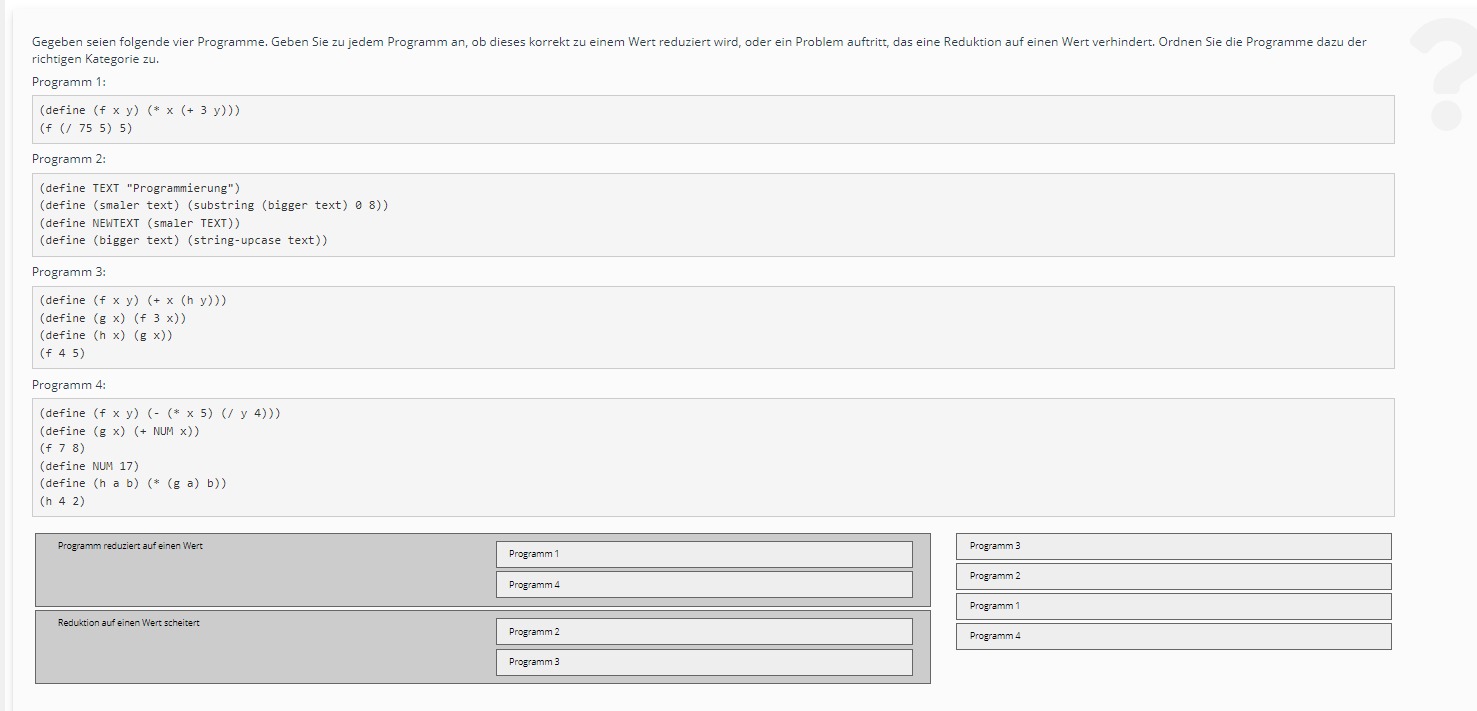 Gegeben seien folgende vier Programme. Geben Sie zu jedem Programm an, ob dieses korrekt zu einem Wert reduziert wird, oder ein Problem auftritt, das eine Reduktion auf einen Wert verhindert. Ordnen Sie die Programme dazu der
richtigen Kategorie zu.
Programm 1:
(define (f x y) (* x (+ 3 y)))
(f (/ 75 5) 5)
Programm 2:
(define TEXT "Programmierung")
(define (smaler text) (substring (bigger text) 0 8))
(define NEWTEXT (smaler TEXT))
(define (bigger text) (string-upcase text))
Programm 3:
(define (f x y) (+ x (h y)))
(define (g x) (f 3 x))
(define (h x) (g x))
(f 4 5)
Programm 4:
(define (f x y) (- (* x 5) (/ y 4)))
(define (g x) (+ NUM x))
(f 7 8)
(define NUM 17)
(define (h a b) (* (g a) b))
(h 4 2)
Programm reduziert auf einen Wert
Programm 1
Programm 4
Reduktion auf einen Wert scheitert
Programm 2
Programm 3
Programm 3
Programm 2
Programm 1
Programm 4
?